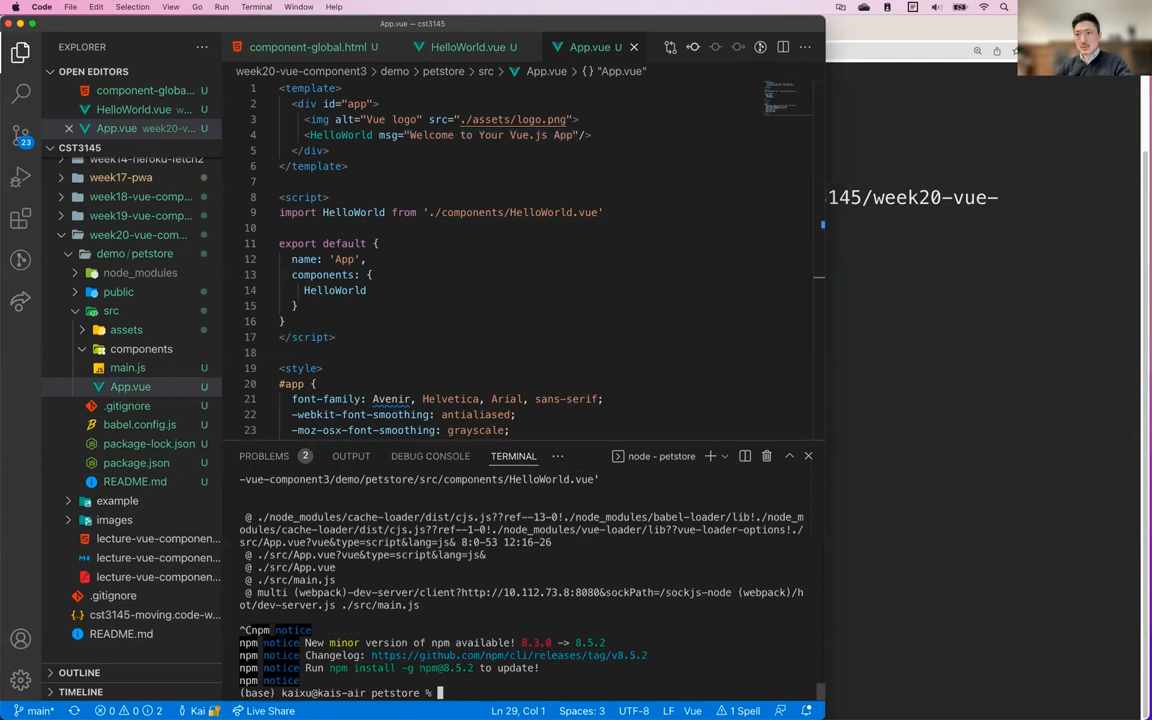 Code File Edit Selection View Go Run Terminal Window Help
App.vue — cst3145
EXPLORER
OPEN EDITORS
component-globa... U
HelloWorld.vue w... U
App.vue week20-v... U
CST3145
week14-heroku-fetch2
week17-pwa
week18-vue-comp...
week19-vue-comp...
week20-vue-com...
demo / petstore
node_modules
public
src
assets
components
main.js U
App.vue U
.gitignore U
babel.config.js U
package-lock.json U
package.json U
README.md U
example
images
lecture-vue-componen...
lecture-vue-componen...
lecture-vue-componen...
.gitignore
cst3145-moving.code-w...
README.md
OUTLINE
TIMELINE
23
component-global.html U HelloWorld.vue U App.vue U
week20-vue-component3 > demo > petstore > src > App.vue > {} "App.vue"
1 <template>
2 <div id="app">
3 <img alt="Vue logo" src="./assets/logo.png">
4 <HelloWorld msg="Welcome to Your Vue.js App"/>
5 </div>
6 </template>
7
8 <script>
9 import HelloWorld from './components/HelloWorld.vue'
10
11 export default {
12 name: 'App',
13 components: {
14 HelloWorld
15 }
16 }
17 </script>
18
19 <style>
20 #app {
21 font-family: Avenir, Helvetica, Arial, sans-serif;
22 -webkit-font-smoothing: antialiased;
23 -moz-osx-font-smoothing: grayscale;
3145/week20-vue-
PROBLEMS 2 OUTPUT DEBUG CONSOLE TERMINAL node - petstore
-vue-component3/demo/petstore/src/components/HelloWorld.vue'
@ ./node_modules/cache-loader/dist/cjs.js??ref--13-0!./node_modules/babel-loader/lib!./node_m
odules/cache-loader/dist/cjs.js??ref--1-0!./node_modules/vue-loader/lib??vue-loader-options!./
src/App.vue?vue&type=script&lang=js& 8:0-53 12:16-26
@ ./src/App.vue?vue&type=script&lang=js&
@ ./src/App.vue
@ ./src/main.js
@ multi (webpack)-dev-server/client?http://10.112.73.8:8080&sockPath=/sockjs-node (webpack)/h
ot/dev-server.js ./src/main.js
^Cnpm notice
npm notice New minor version of npm available! 8.3.0 -> 8.5.2
npm notice Changelog: https://github.com/npm/cli/releases/tag/v8.5.2
npm notice Run npm install -g npm@8.5.2 to update!
npm notice
(base) kaixu@kais-air petstore %
main* 0 0 2 Kai Live Share Ln 29, Col 1 Spaces: 3 UTF-8 LF Vue 1 Spell